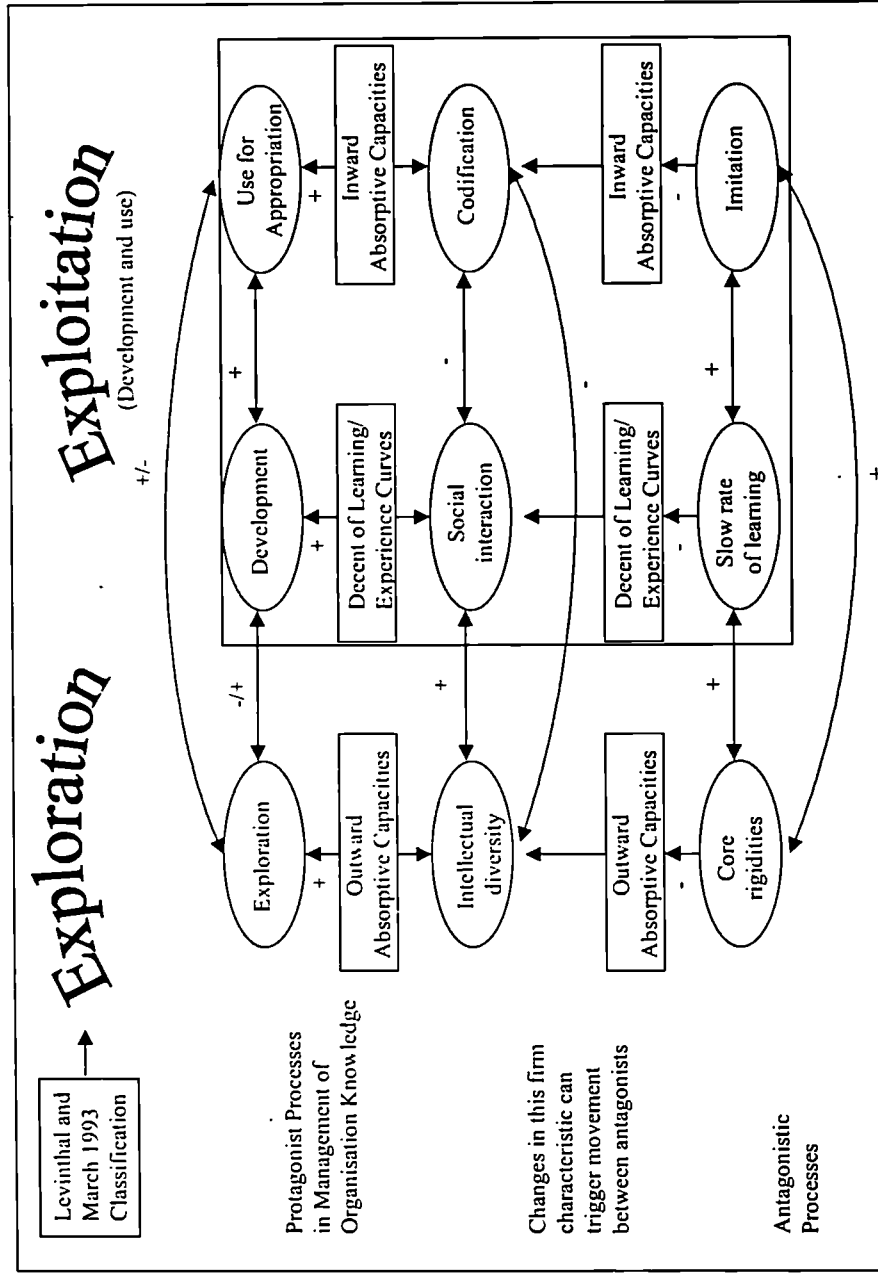 Levinthal and
March 1993
Classification
Exploration
Exploitation
(Development and use)
+/-
Exploration
-/+
Development
+
Use for
Appropriation
Protagonist Processes
in Management of
Organisation Knowledge
+
+
+
Outward
Absorptive Capacities
Decent of Learning/
Experience Curves
Inward
Absorptive Capacities
Intellectual
diversity
+
Social
interaction
-
Codification
-
Changes in this firm
characteristic can
trigger movement
between antagonists
Outward
Absorptive Capacities
Decent of Learning/
Experience Curves
Inward
Absorptive Capacities
-
-
-
Antagonistic
Processes
Core
rigidities
+
Slow rate
of learning
+
Imitation
+